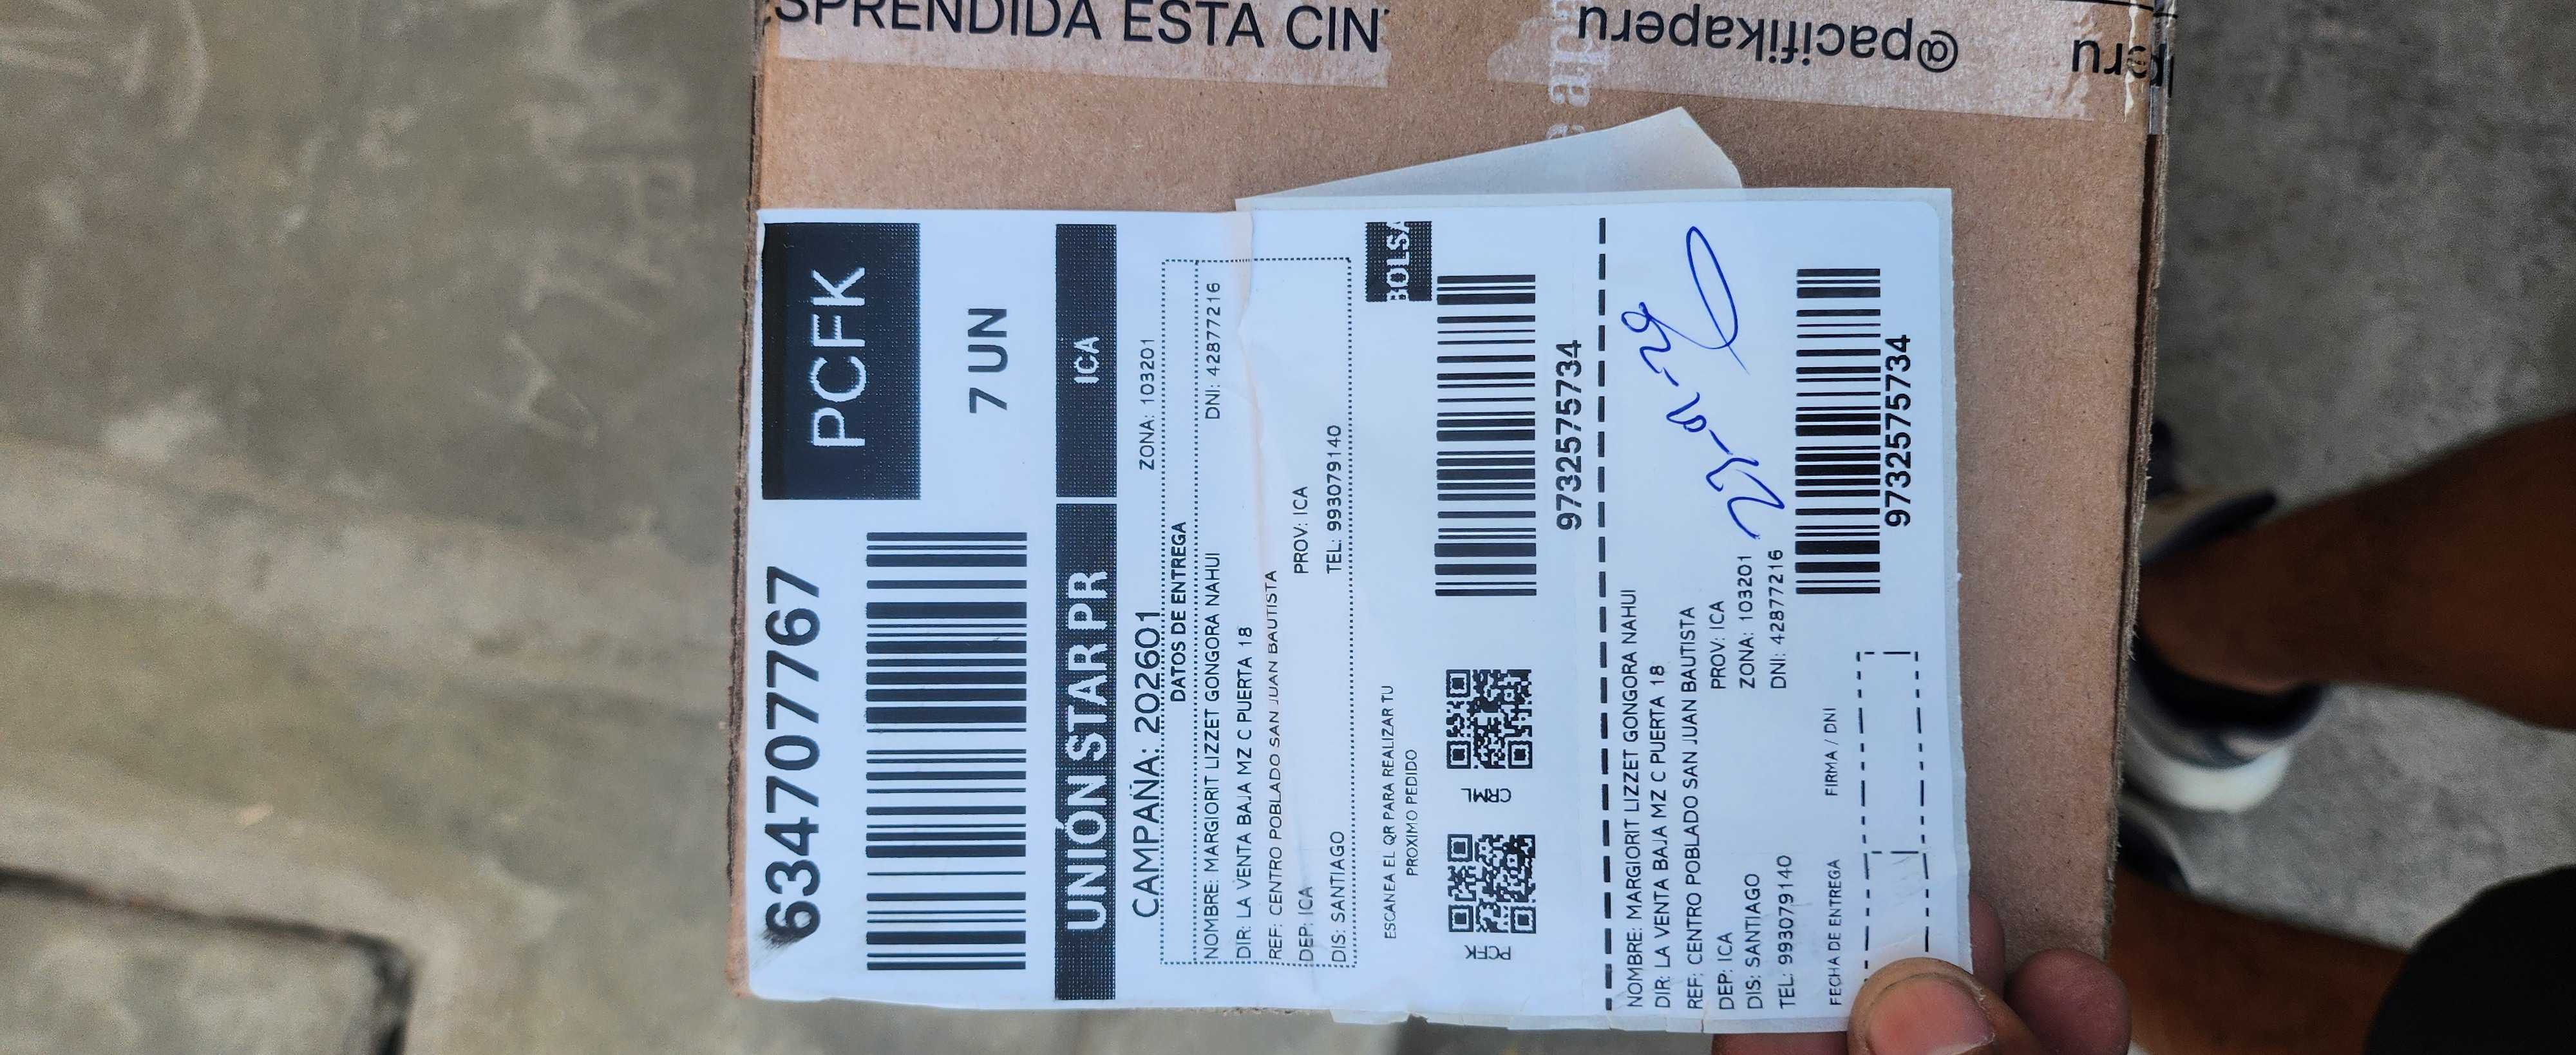 SPRENDIDA ESTA CIN
@pacifikaperu
6347077767
PCFK
7 UN
UNIÓN STAR PR
ICA
CAMPAÑA: 202601
ZONA: 103201
DATOS DE ENTREGA
NOMBRE: MARGIORIT LIZZET GONGORA NAHUI
DNI: 42877216
DIR: LA VENTA BAJA MZ C PUERTA 18
REF: CENTRO POBLADO SAN JUAN BAUTISTA
DEP: ICA
PROV: ICA
DIS: SANTIAGO
TEL: 993079140
BOLSA
ESCANEA EL QR PARA REALIZAR TU
PROXIMO PEDIDO
PCFK
CRML
9732575734
NOMBRE: MARGIORIT LIZZET GONGORA NAHUI
DIR: LA VENTA BAJA MZ C PUERTA 18
REF: CENTRO POBLADO SAN JUAN BAUTISTA
DEP: ICA
PROV: ICA
DIS: SANTIAGO
ZONA: 103201
TEL: 993079140
DNI: 42877216
FECHA DE ENTREGA
FIRMA / DNI
9732575734